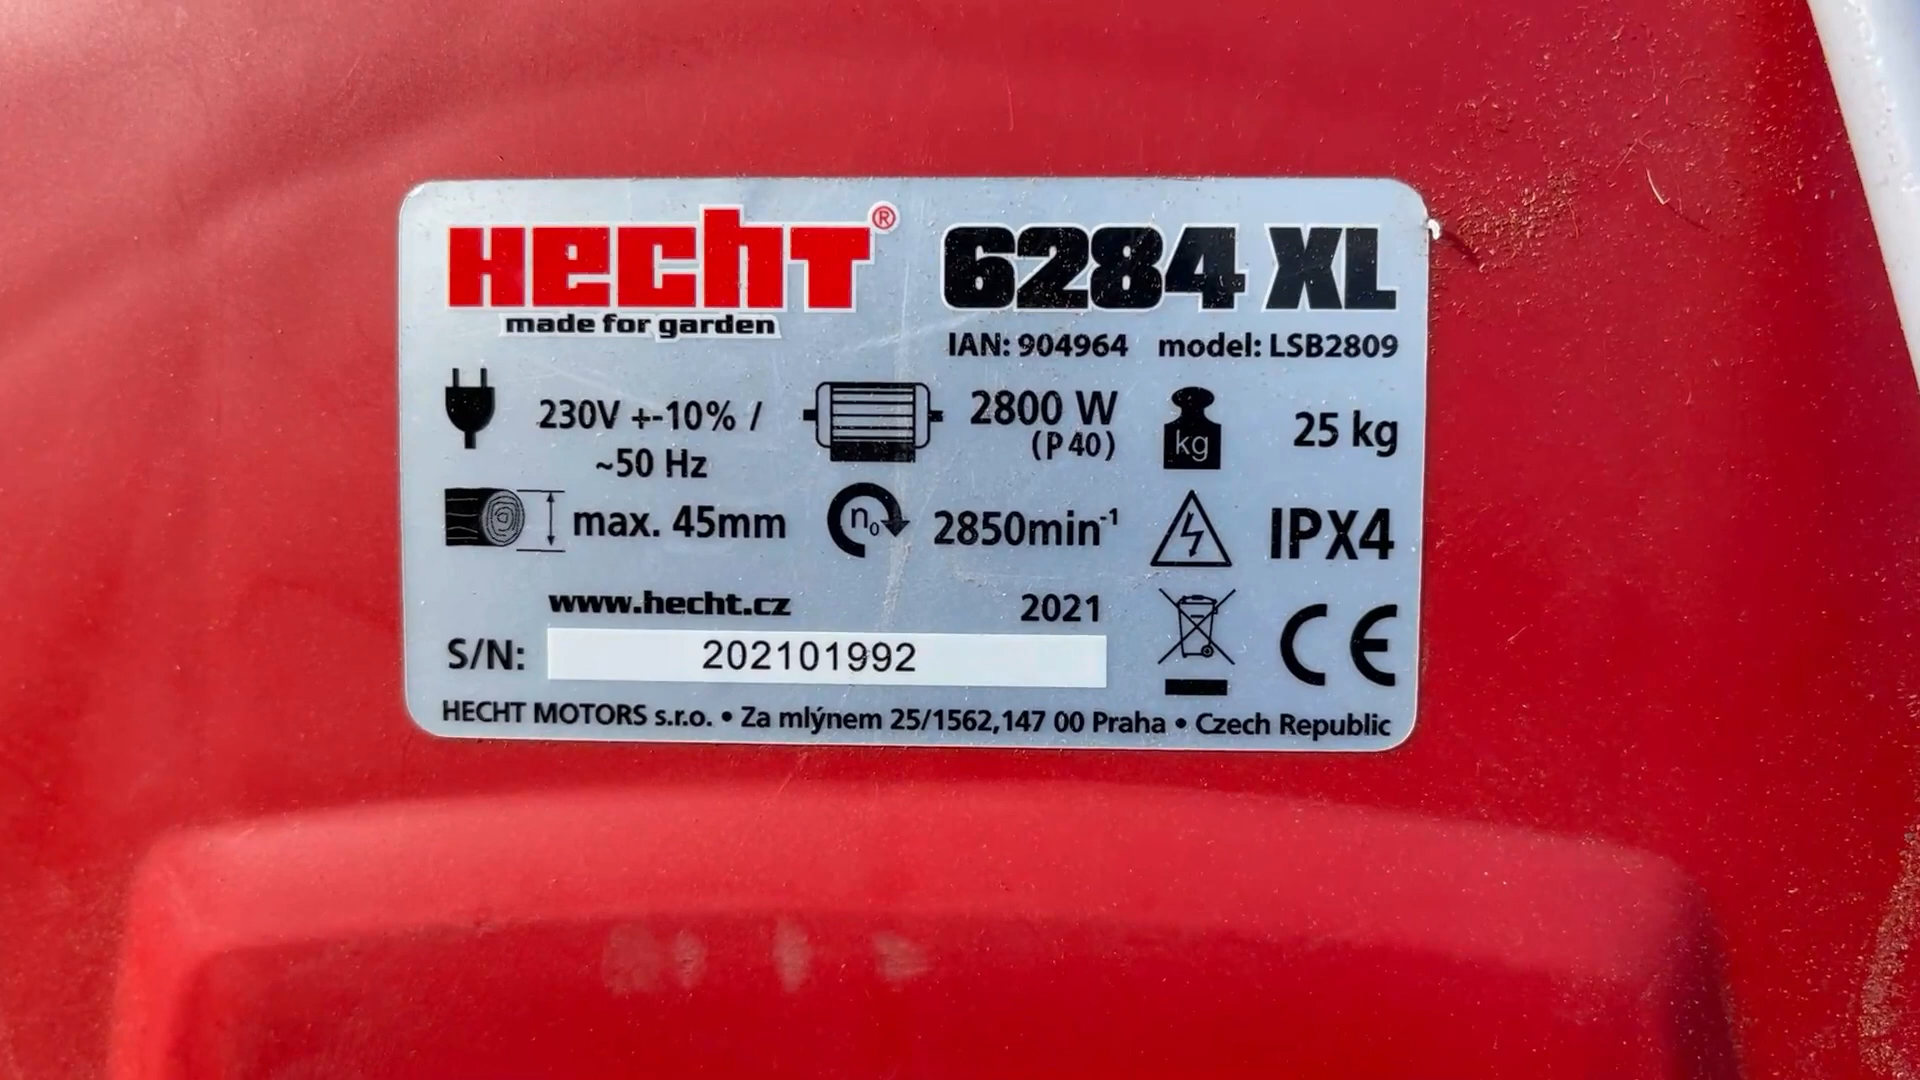 HECHT® 6284 XL
made for garden
IAN: 904964 model: LSB2809
230V +-10% / ~50 Hz
2800 W (P 40)
kg 25 kg
max. 45mm
n₀ 2850min⁻¹
IPX4
www.hecht.cz 2021
CE
S/N: 202101992
HECHT MOTORS s.r.o. • Za mlýnem 25/1562,147 00 Praha • Czech Republic